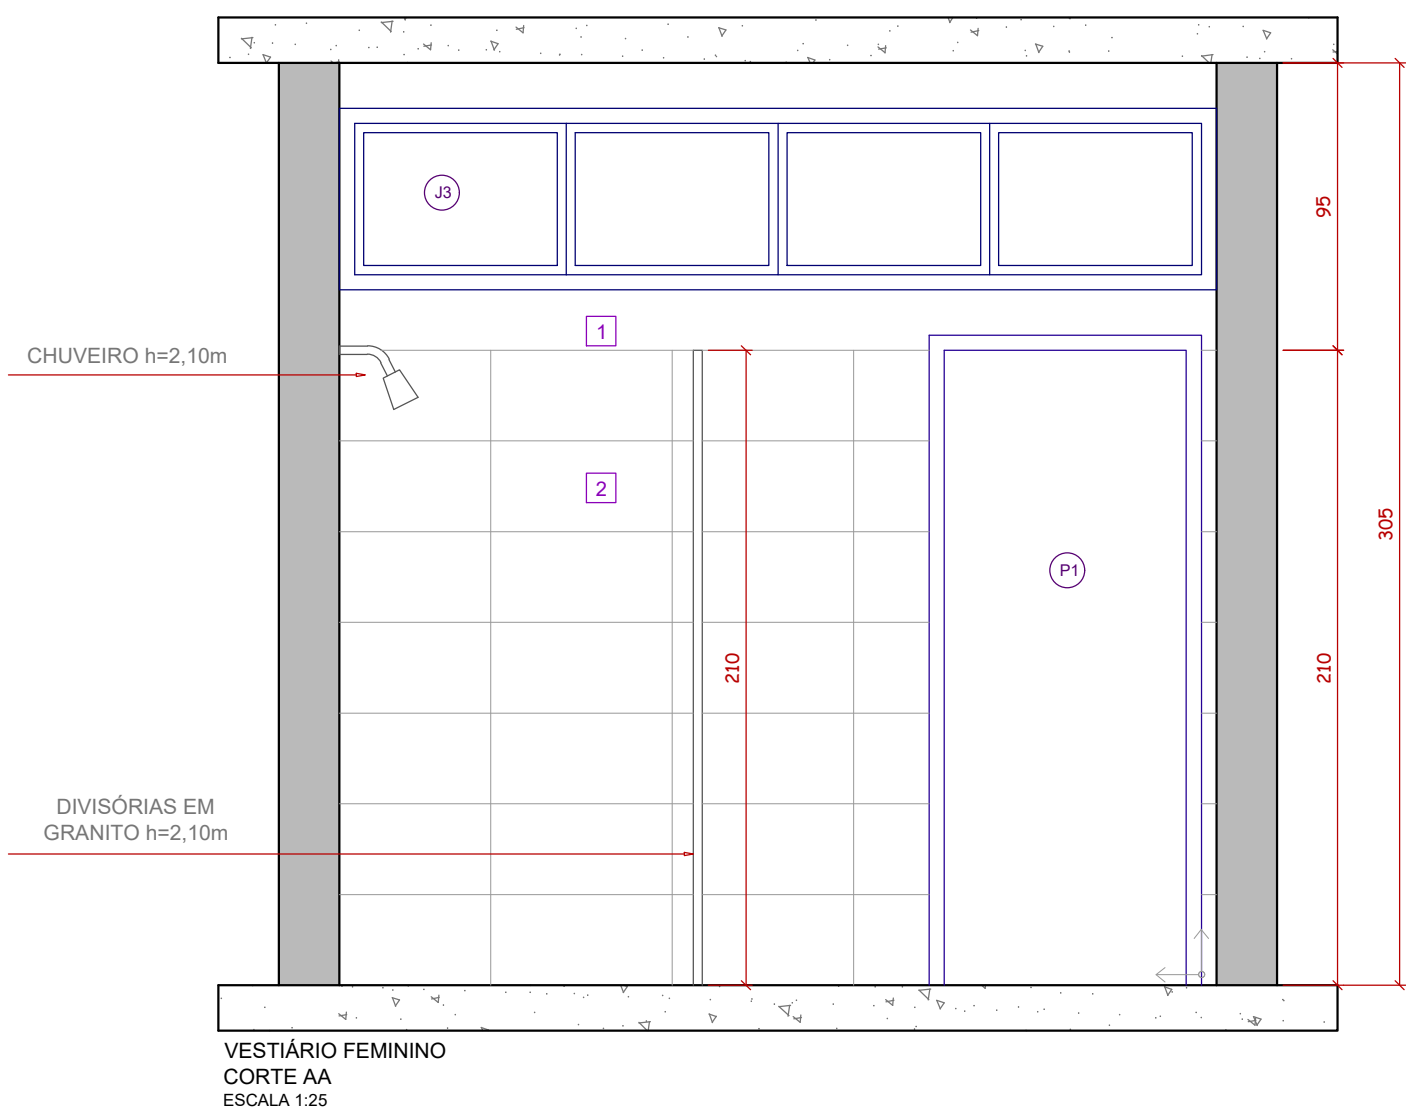 J3
95
1
CHUVEIRO h=2,10m
2
305
P1
210
210
DIVISÓRIAS EM
GRANITO h=2,10m
VESTIÁRIO FEMININO
CORTE AA
ESCALA 1:25